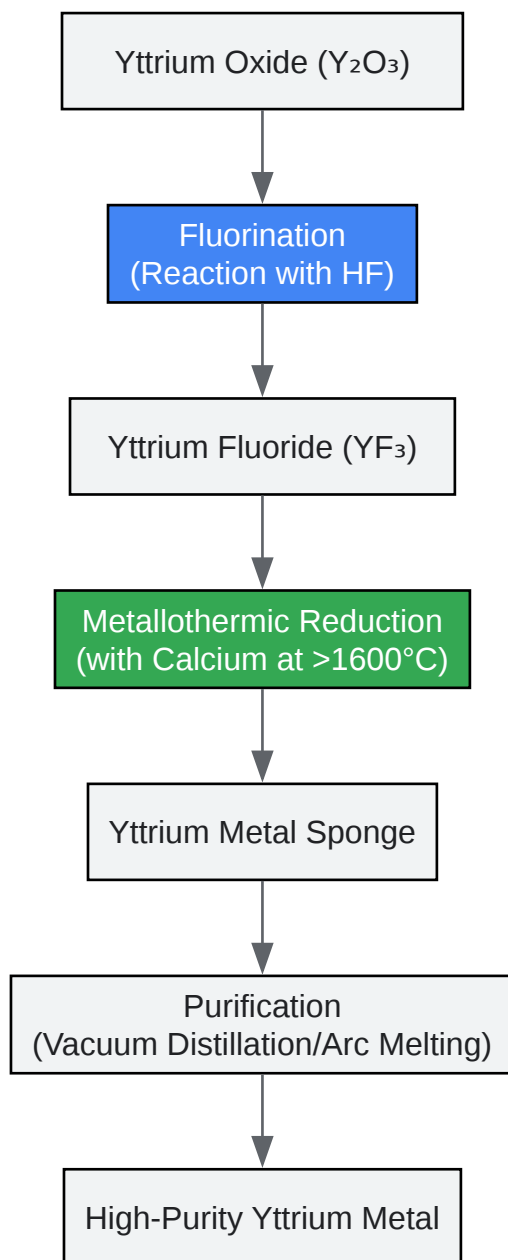 Yttrium Oxide (Y₂O₃)
Fluorination
(Reaction with HF)
Yttrium Fluoride (YF₃)
Metallothermic Reduction
(with Calcium at >1600°C)
Yttrium Metal Sponge
Purification
(Vacuum Distillation/Arc Melting)
High-Purity Yttrium Metal